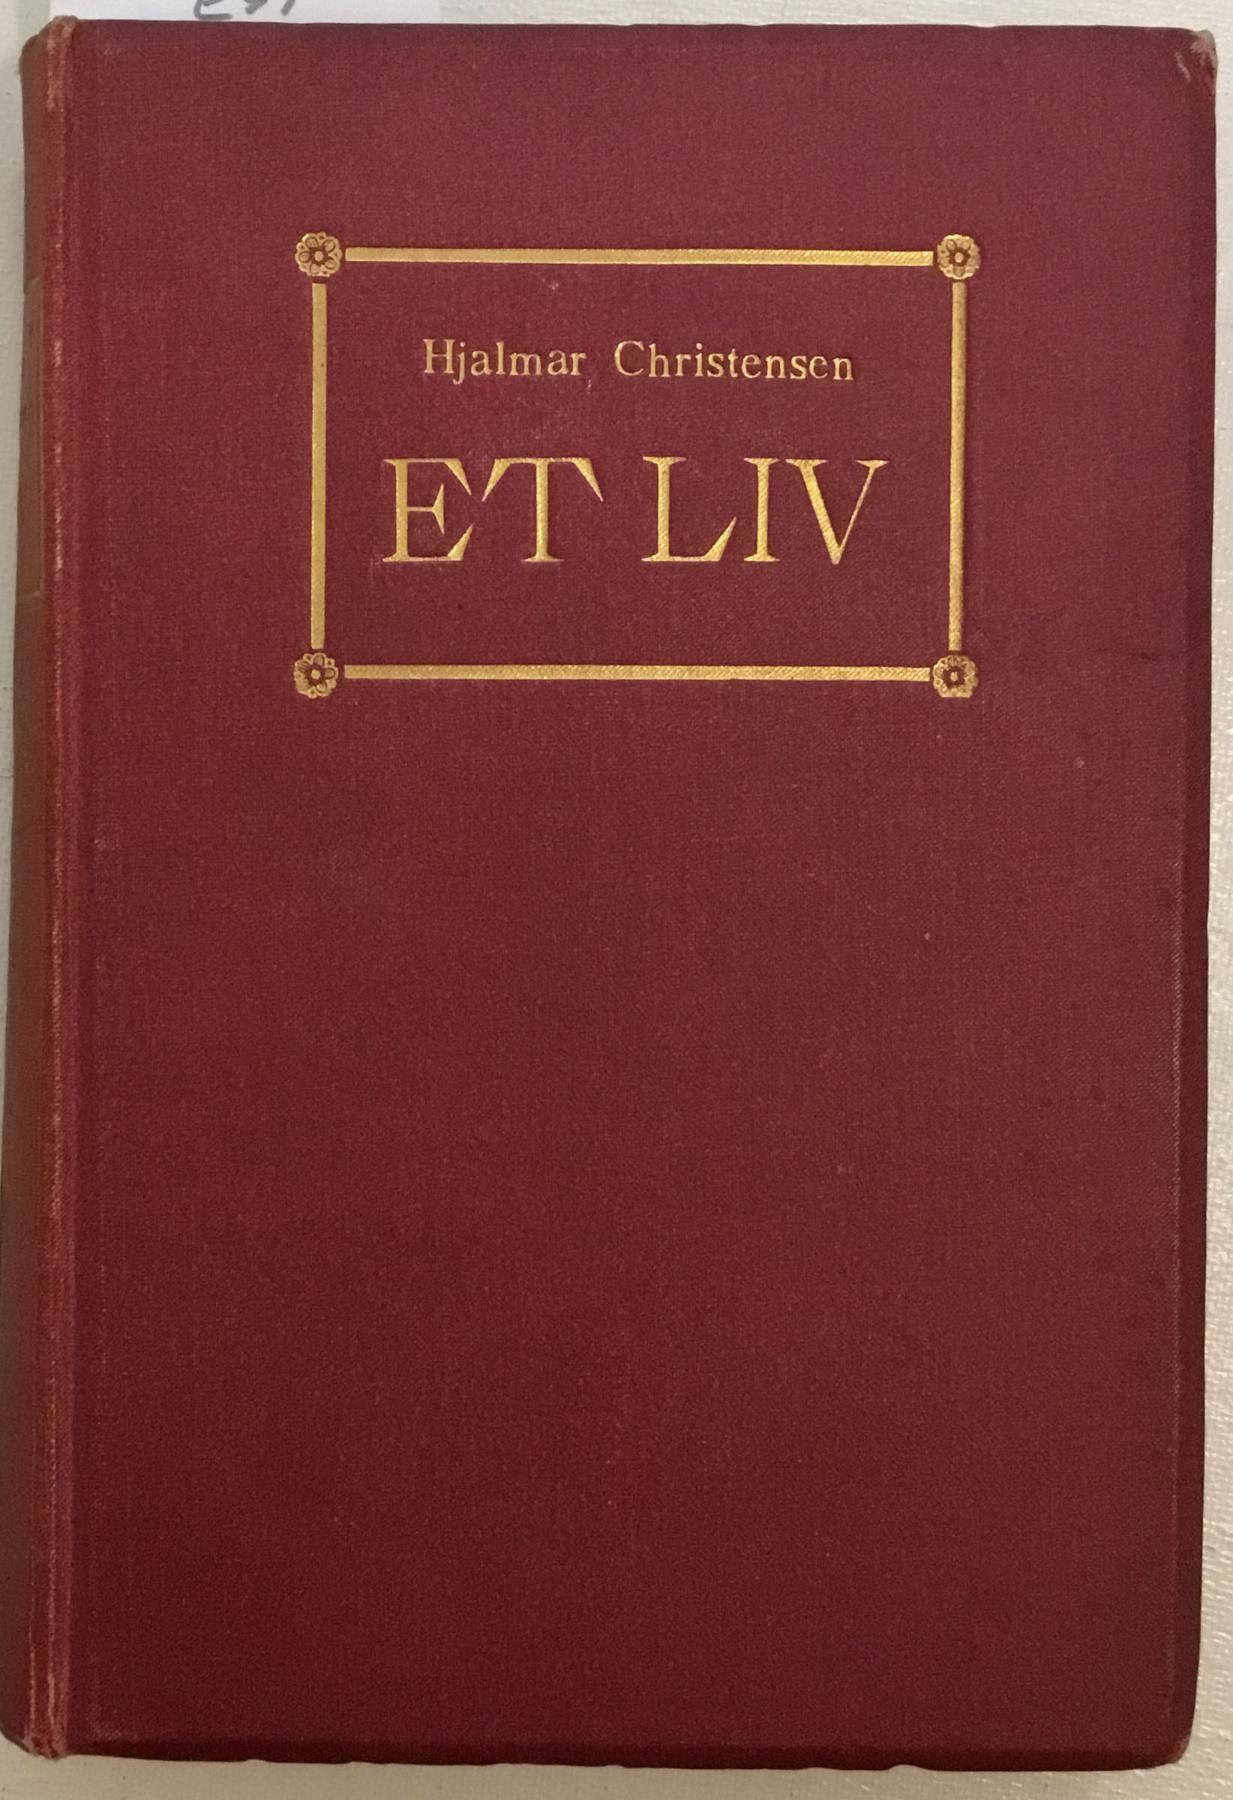 Hjalmar Christensen
ET LIV